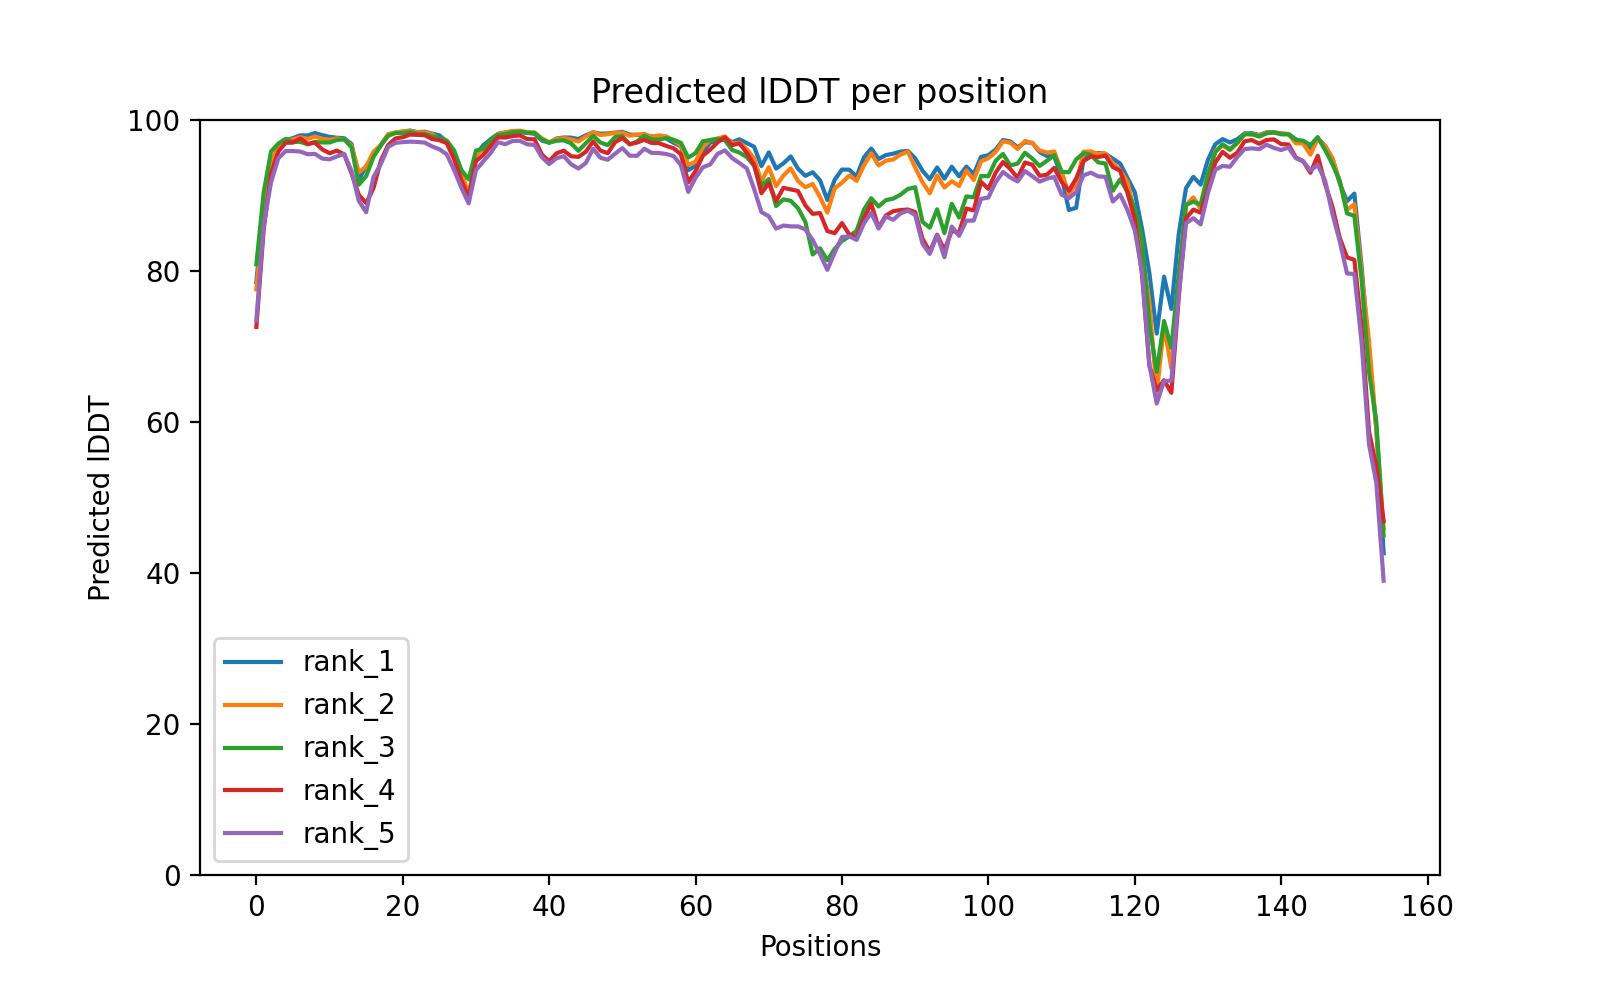 Predicted lDDT per position
100
80
60
40
20
0
Predicted lDDT
rank_1
rank_2
rank_3
rank_4
rank_5
0 20 40 60 80 100 120 140 160
Positions